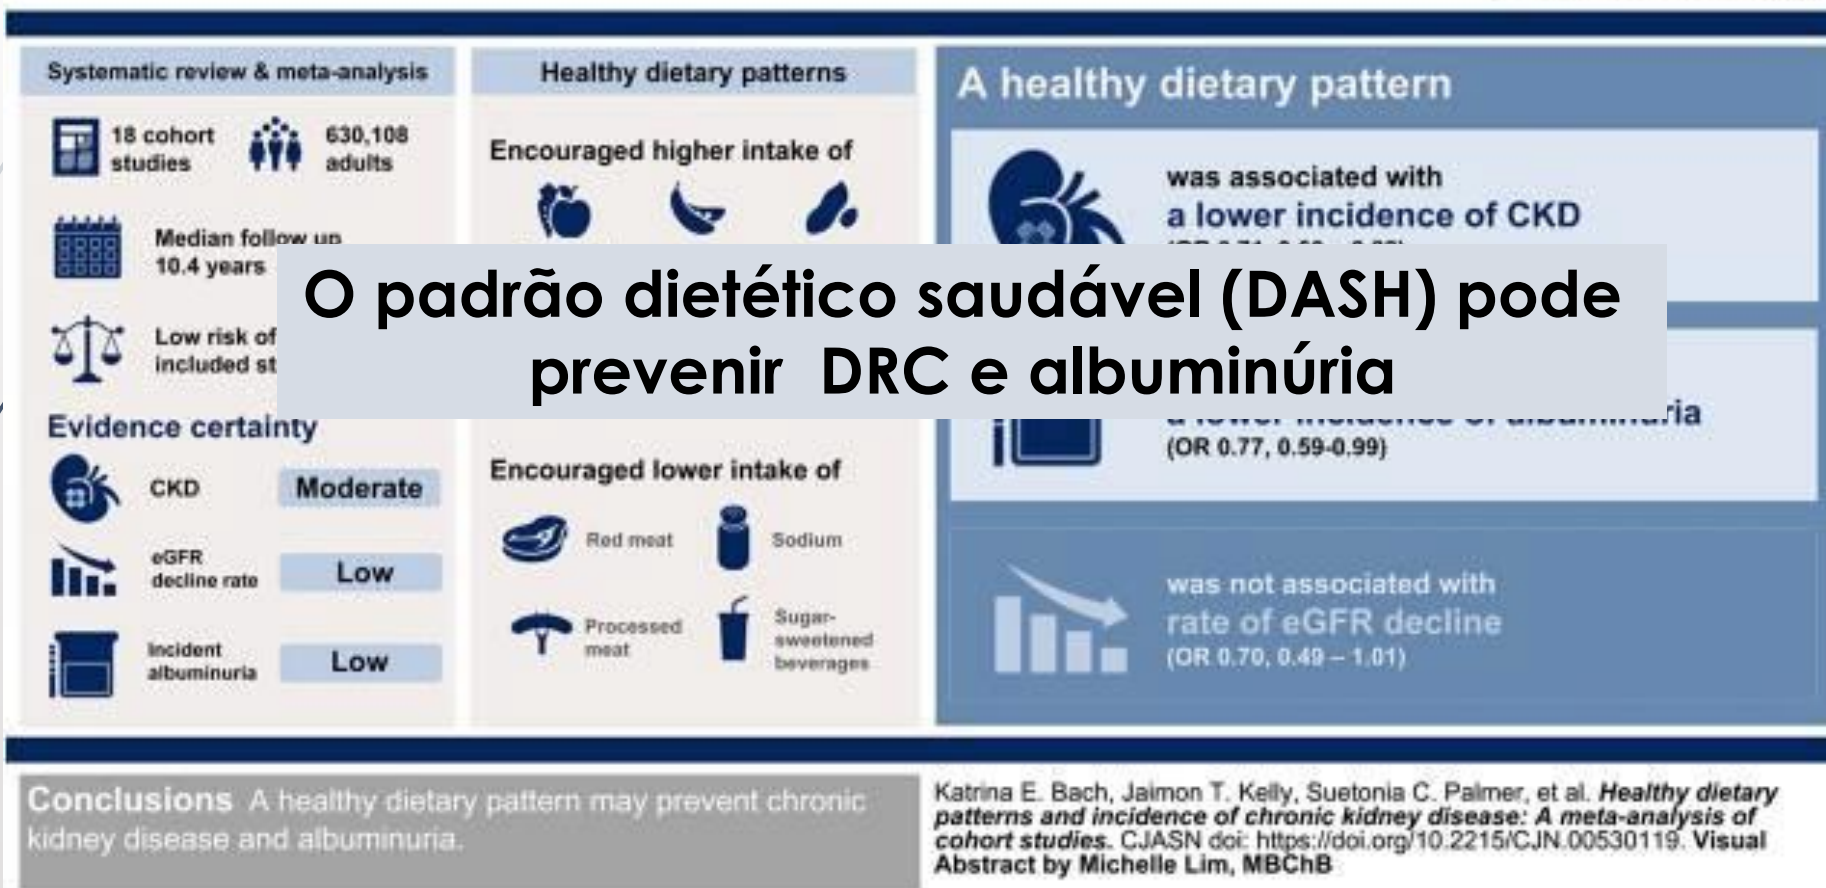 Systematic review & meta-analysis
18 cohort
studies
630,108
adults
Median follow up
10.4 years
Low risk of
included
Evidence certainty
CKD
Moderate
eGFR
decline rate
Low
Incident
albuminuria
Low
Healthy dietary patterns
Encouraged higher intake of
O padrão dietético saudável (DASH) pode
prevenir DRC e albuminúria
Encouraged lower intake of
Red meat
Sodium
Processed
meat
Sugar-
sweetened
beverages
A healthy dietary pattern
was associated with
a lower incidence of CKD
a lower incidence of albuminuria
(OR 0.77, 0.59-0.99)
was not associated with
rate of eGFR decline
(OR 0.70, 0.49 – 1.01)
Conclusions A healthy dietary pattern may prevent chronic
kidney disease and albuminuria.
Katrina E. Bach, Jaimon T. Kelly, Suetonia C. Palmer, et al. Healthy dietary
patterns and incidence of chronic kidney disease: A meta-analysis of
cohort studies. CJASN doi: https://doi.org/10.2215/CJN.00530119. Visual
Abstract by Michelle Lim, MBChB